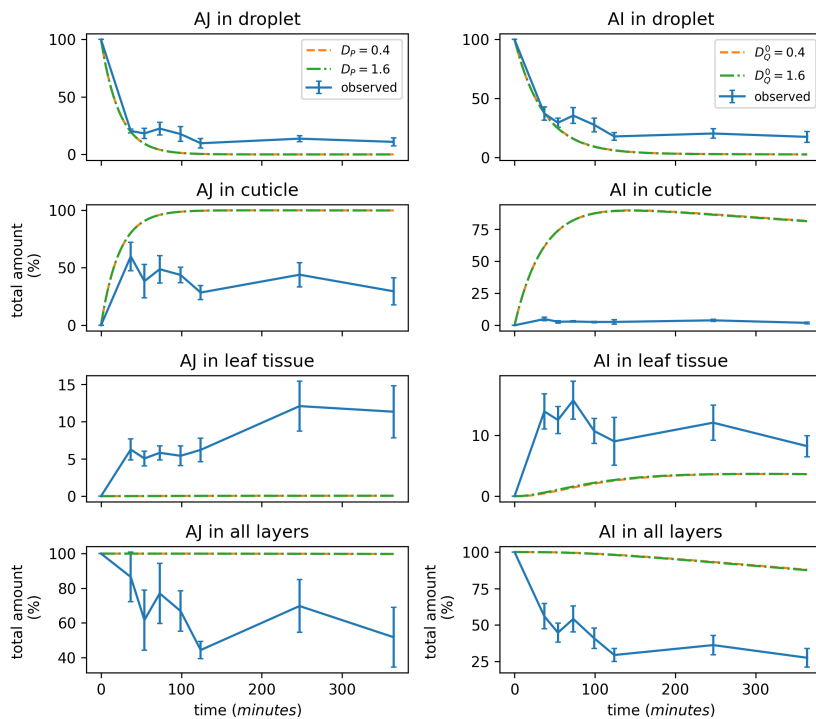 AJ in droplet
100
50
0
D_P = 0.4
D_P = 1.6
observed
AI in droplet
100
50
0
D_Q^0 = 0.4
D_Q^0 = 1.6
observed
AJ in cuticle
total amount
(%)
100
50
0
AI in cuticle
75
50
25
0
AJ in leaf tissue
15
10
5
0
AI in leaf tissue
10
0
AJ in all layers
total amount
(%)
100
80
60
40
0 100 200 300
time (minutes)
AI in all layers
total amount
(%)
100
75
50
25
0 100 200 300
time (minutes)